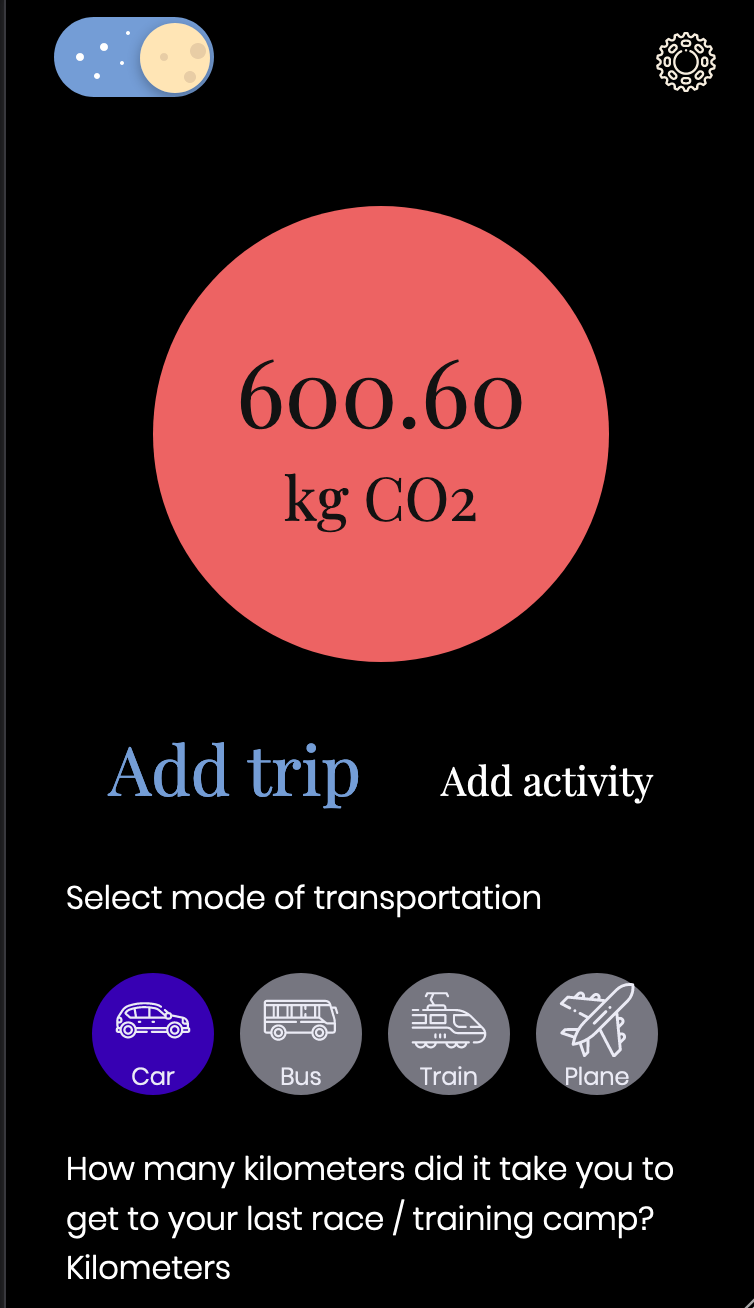 600.60
kg CO2
Add trip Add activity
Select mode of transportation
Car Bus Train Plane
How many kilometers did it take you to
get to your last race / training camp?
Kilometers